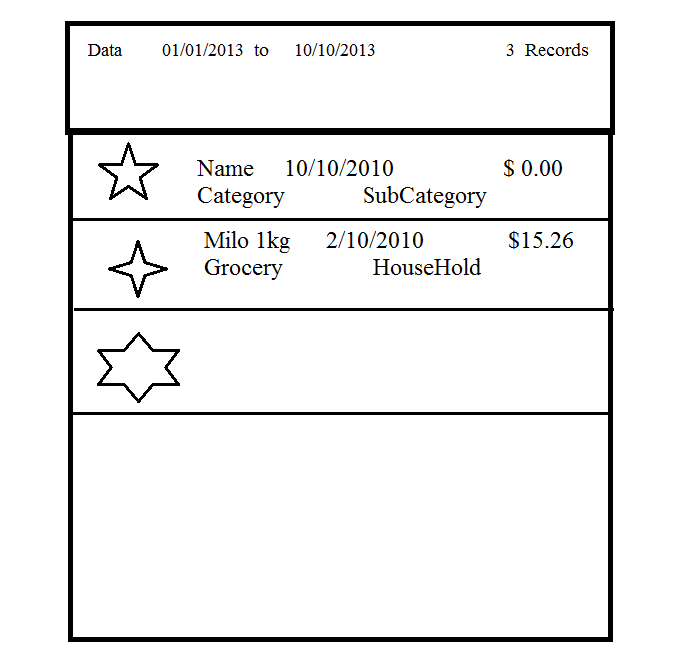 Data 01/01/2013 to 10/10/2013 3 Records
Name 10/10/2010 $ 0.00
Category SubCategory
Milo 1kg 2/10/2010 $15.26
Grocery HouseHold